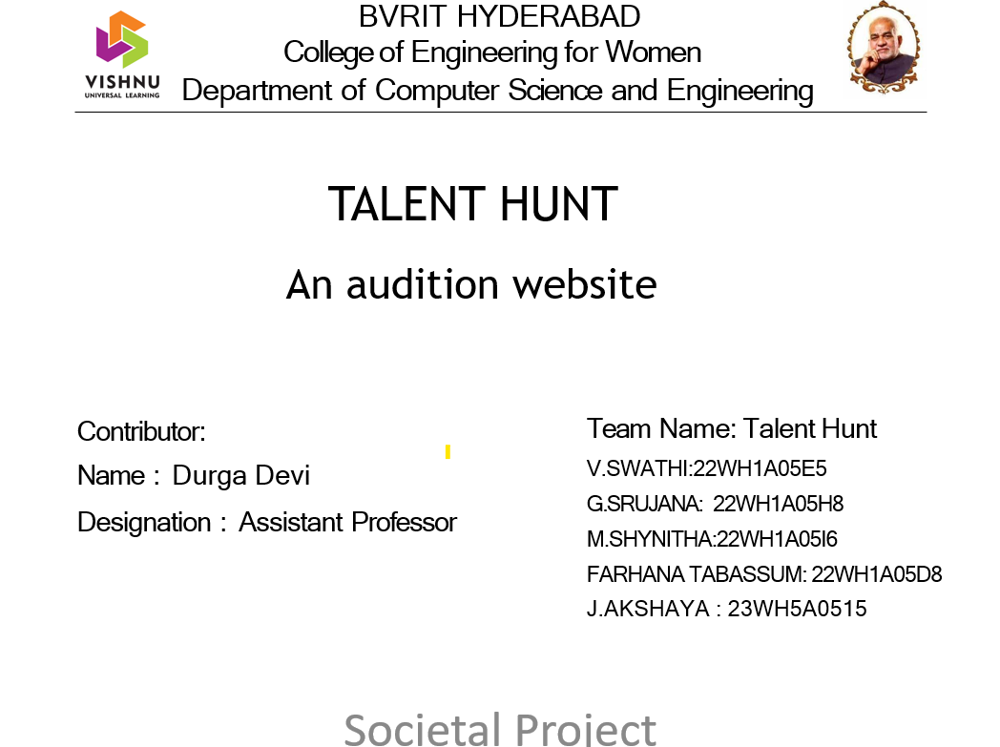 BVRIT HYDERABAD
College of Engineering for Women
Department of Computer Science and Engineering
VISHNU
UNIVERSAL LEARNING
TALENT HUNT
An audition website
Contributor:
Name : Durga Devi
Designation : Assistant Professor
Team Name: Talent Hunt
V.SWATHI:22WH1A05E5
G.SRUJANA: 22WH1A05H8
M.SHYNITHA:22WH1A05I6
FARHANA TABASSUM: 22WH1A05D8
J.AKSHAYA : 23WH5A0515
Societal Project